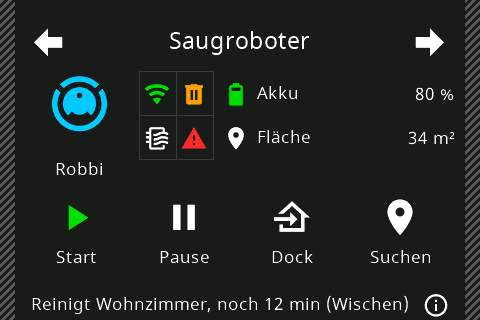 Saugroboter
Akku 80 %
Fläche 34 m²
Robbi
Start Pause Dock Suchen
Reinigt Wohnzimmer, noch 12 min (Wischen)